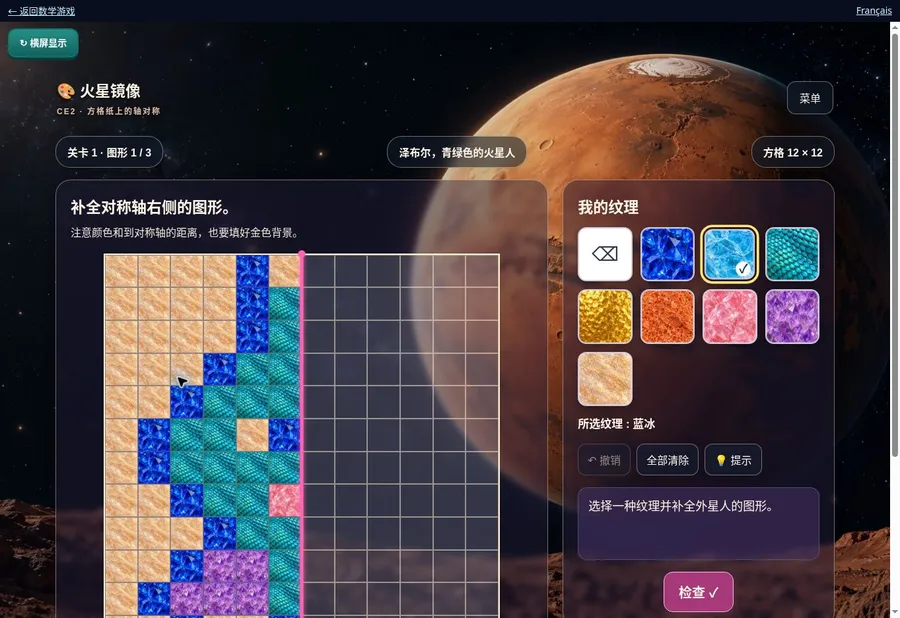 ← 返回数学游戏
Français
↻ 横屏显示
🎨 火星镜像
CE2 · 方格纸上的轴对称
菜单
关卡 1 · 图形 1 / 3
泽布尔，青绿色的火星人
方格 12 × 12
补全对称轴右侧的图形。
注意颜色和到对称轴的距离，也要填好金色背景。
我的纹理
所选纹理：蓝冰
↶ 撤销
全部清除
💡 提示
选择一种纹理并补全外星人的图形。
检查 ✓